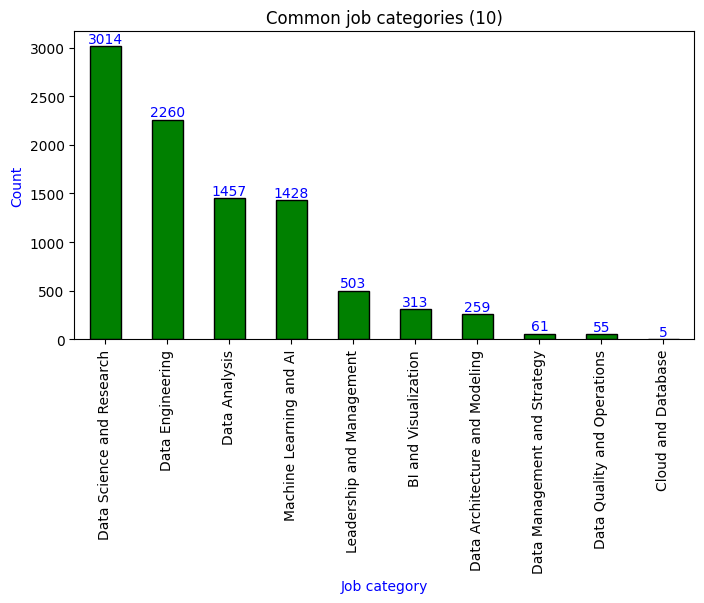 Common job categories (10)
3000
2500
2000
1500
1000
500
0
Count
3014
2260
1457
1428
503
313
259
61
55
5
Data Science and Research
Data Engineering
Data Analysis
Machine Learning and AI
Leadership and Management
BI and Visualization
Data Architecture and Modeling
Data Management and Strategy
Data Quality and Operations
Cloud and Database
Job category